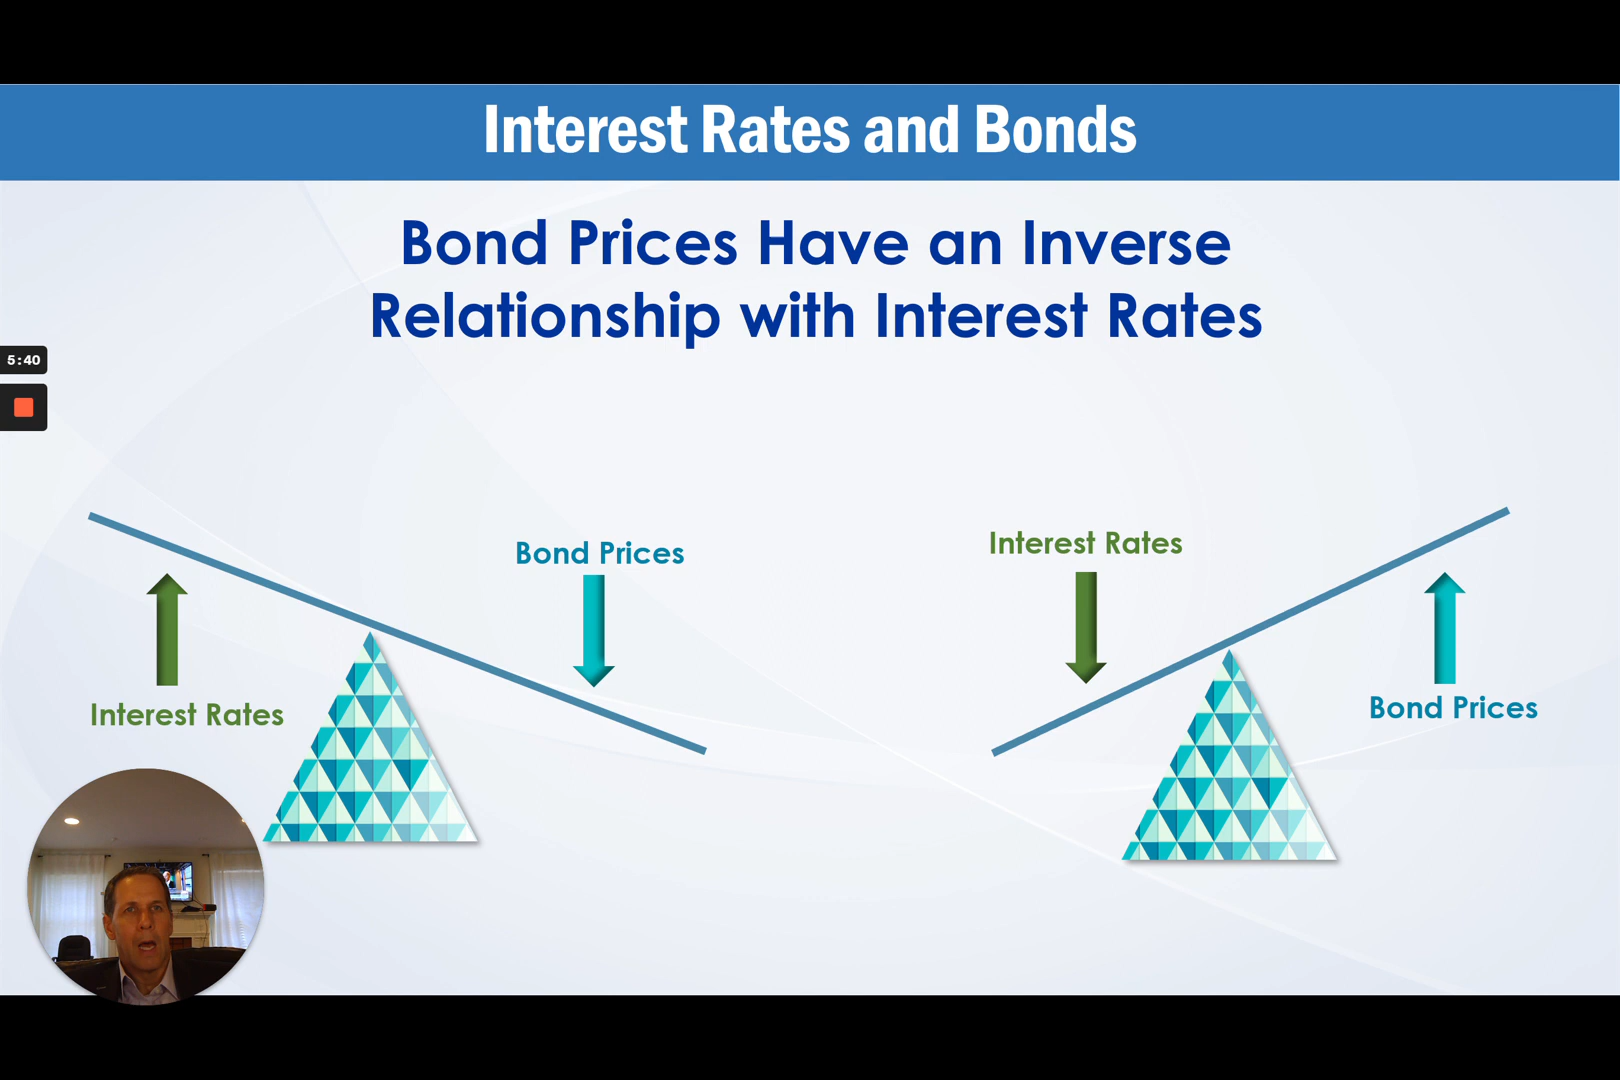 Interest Rates and Bonds
Bond Prices Have an Inverse
Relationship with Interest Rates
5:40
Bond Prices
Interest Rates
Interest Rates
Bond Prices